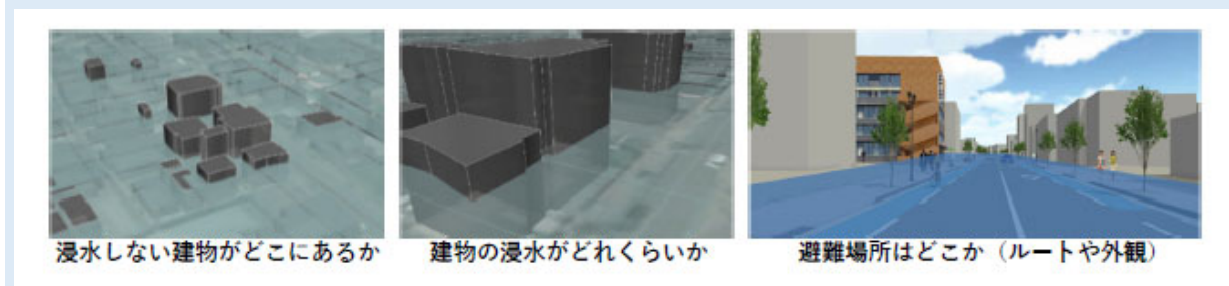 浸水しない建物がどこにあるか
建物の浸水がどれくらいか
避難場所はどこか（ルートや外観）